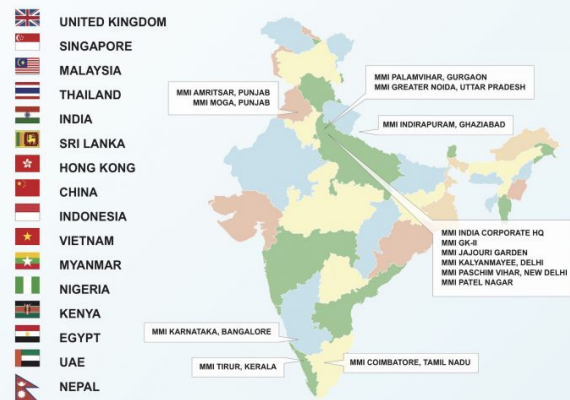 UNITED KINGDOM
SINGAPORE
MALAYSIA
THAILAND
INDIA
SRI LANKA
HONG KONG
CHINA
INDONESIA
VIETNAM
MYANMAR
NIGERIA
KENYA
EGYPT
UAE
NEPAL
MMI AMRITSAR, PUNJAB
MMI MOGA, PUNJAB
MMI PALAMVIHAR, GURGAON
MMI GREATER NOIDA, UTTAR PRADESH
MMI INDIRAPURAM, GHAZIABAD
MMI INDIA CORPORATE HQ
MMI GK-II
MMI JAJOURI GARDEN
MMI KALYANMAYEE, DELHI
MMI PASCHIM VIHAR, NEW DELHI
MMI PATEL NAGAR
MMI KARNATAKA, BANGALORE
MMI TIRUR, KERALA
MMI COIMBATORE, TAMIL NADU